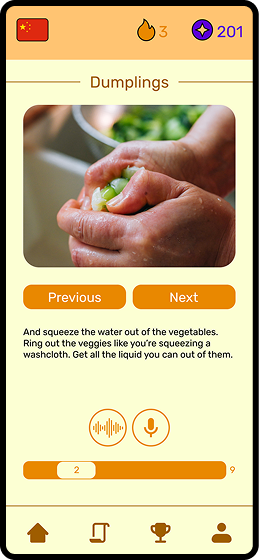 3
201
Dumplings
Previous
Next
And squeeze the water out of the vegetables.
Ring out the veggies like you're squeezing a
washcloth. Get all the liquid you can out of them.
2
9